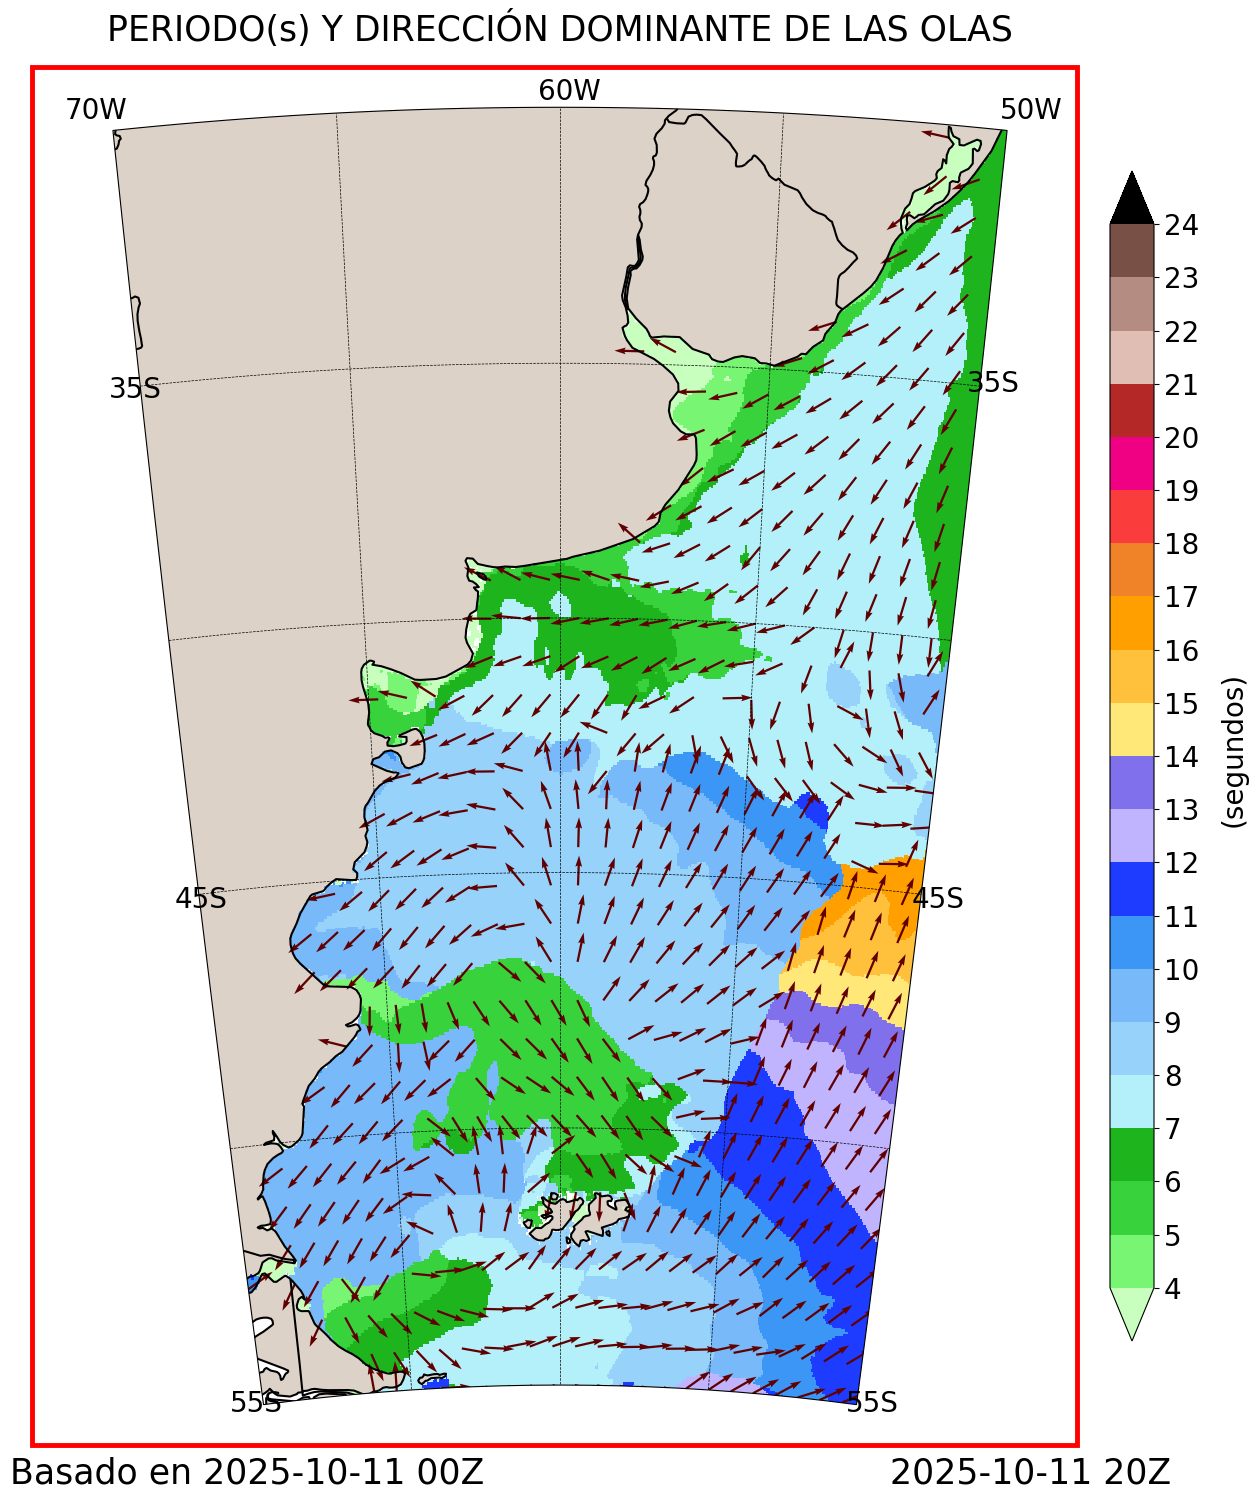 PERIODO(s) Y DIRECCIÓN DOMINANTE DE LAS OLAS
70W
60W
50W
35S
35S
45S
45S
55S
55S
24
23
22
21
20
19
18
17
16
15
14
13
12
11
10
9
8
7
6
5
4
(segundos)
Basado en 2025-10-11 00Z
2025-10-11 20Z